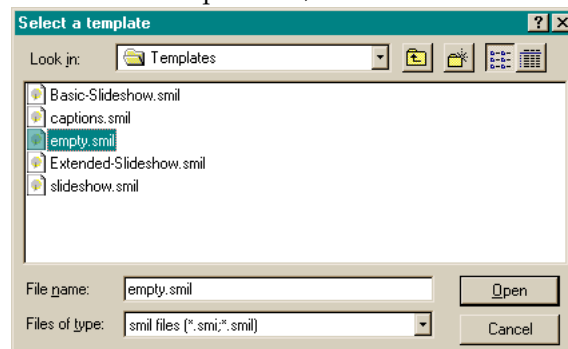 Select a template
Look in: Templates
Basic-Slideshow.smil
captions.smil
empty.smil
Extended-Slideshow.smil
slideshow.smil
File name: empty.smil Open
Files of type: smil files (*.smi;*.smil) Cancel